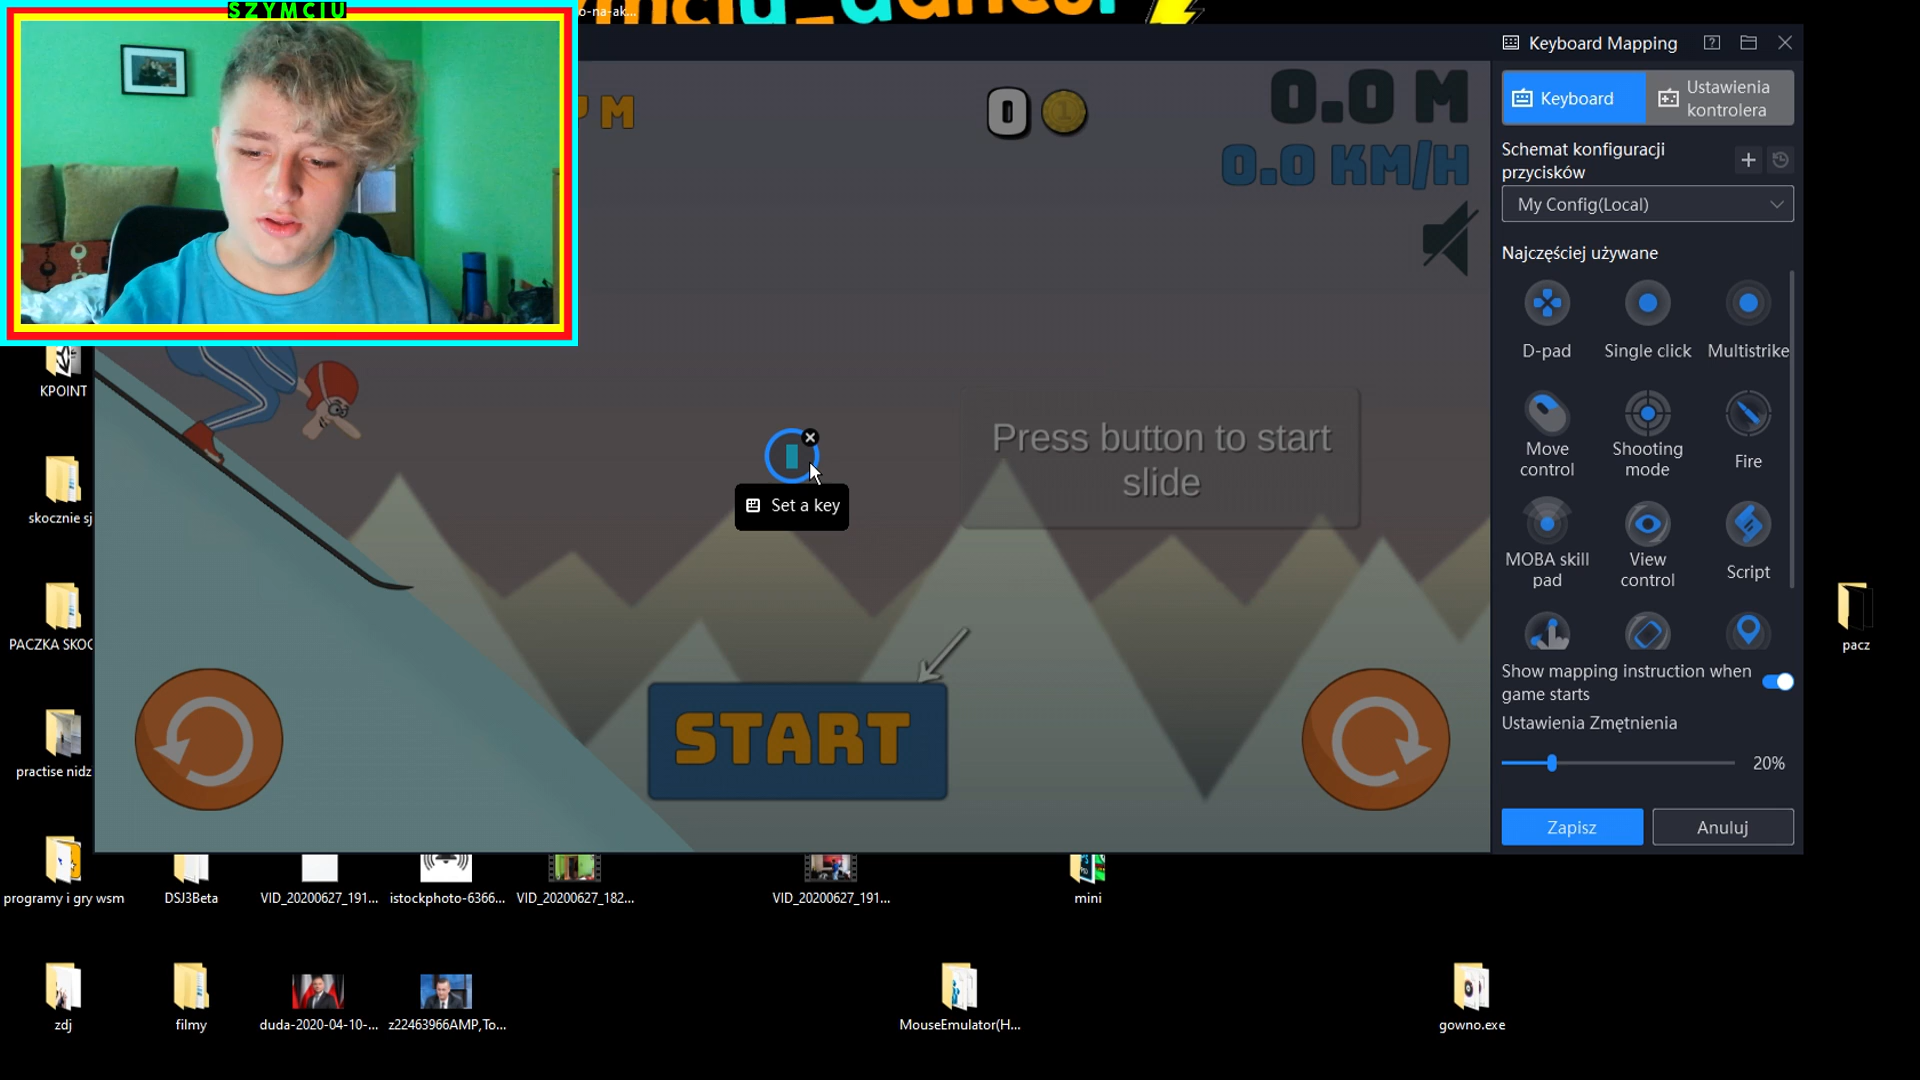 SZYMCIU
o-na-ak...
Keyboard Mapping
M
0
0.0 M
0.0 KM/H
Keyboard
Ustawienia
kontrolera
Schemat konfiguracji
przycisków
My Config(Local)
Najczęściej używane
D-pad
Single click
Multistrike
Move
control
Shooting
mode
Fire
MOBA skill
pad
View
control
Script
Show mapping instruction when
game starts
Ustawienia Zmętnienia
20%
Zapisz
Anuluj
Press button to start
slide
Set a key
START
KPOINT
skocznie sj
PACZKA SKOC
practise nidz
pacz
programy i gry wsm
DSJ3Beta
VID_20200627_191...
istockphoto-6366...
VID_20200627_182...
VID_20200627_191...
mini
zdj
filmy
duda-2020-04-10-...
z22463966AMP,To...
MouseEmulator(H...
gowno.exe